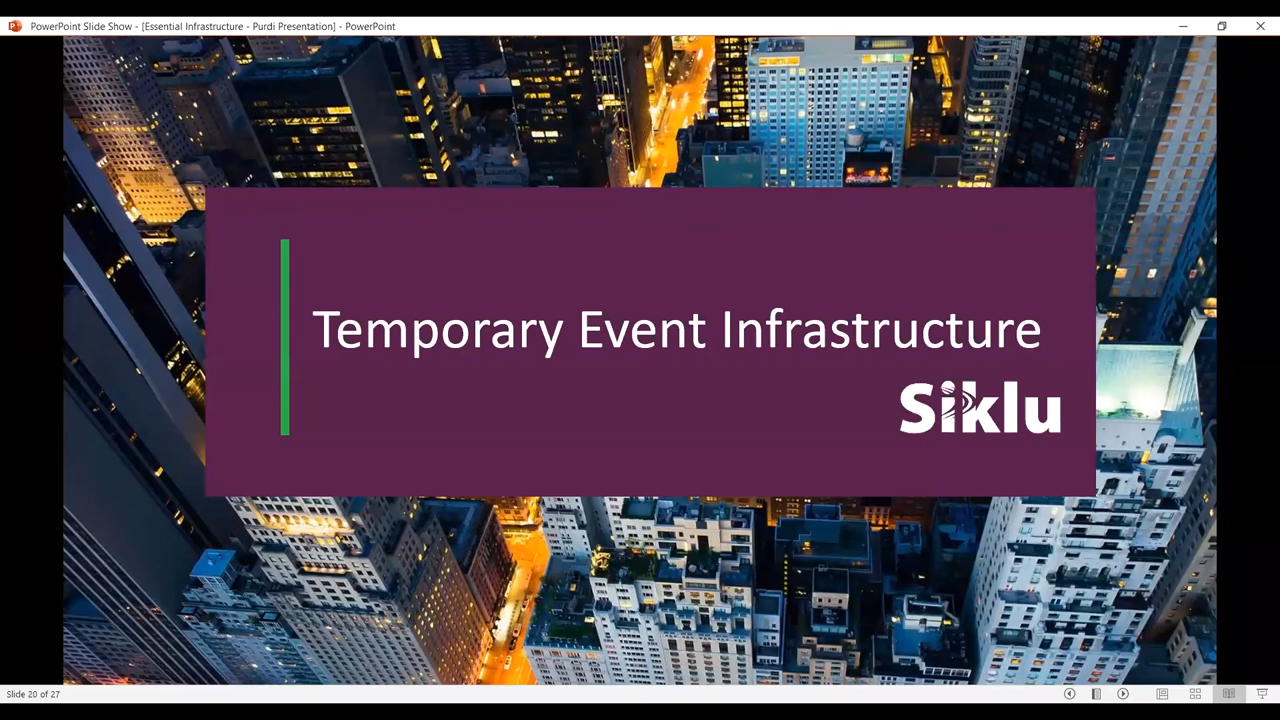 PowerPoint Slide Show - [Essential Infrastructure - Purdi Presentation] - PowerPoint
Temporary Event Infrastructure
Siklu
Slide 20 of 27